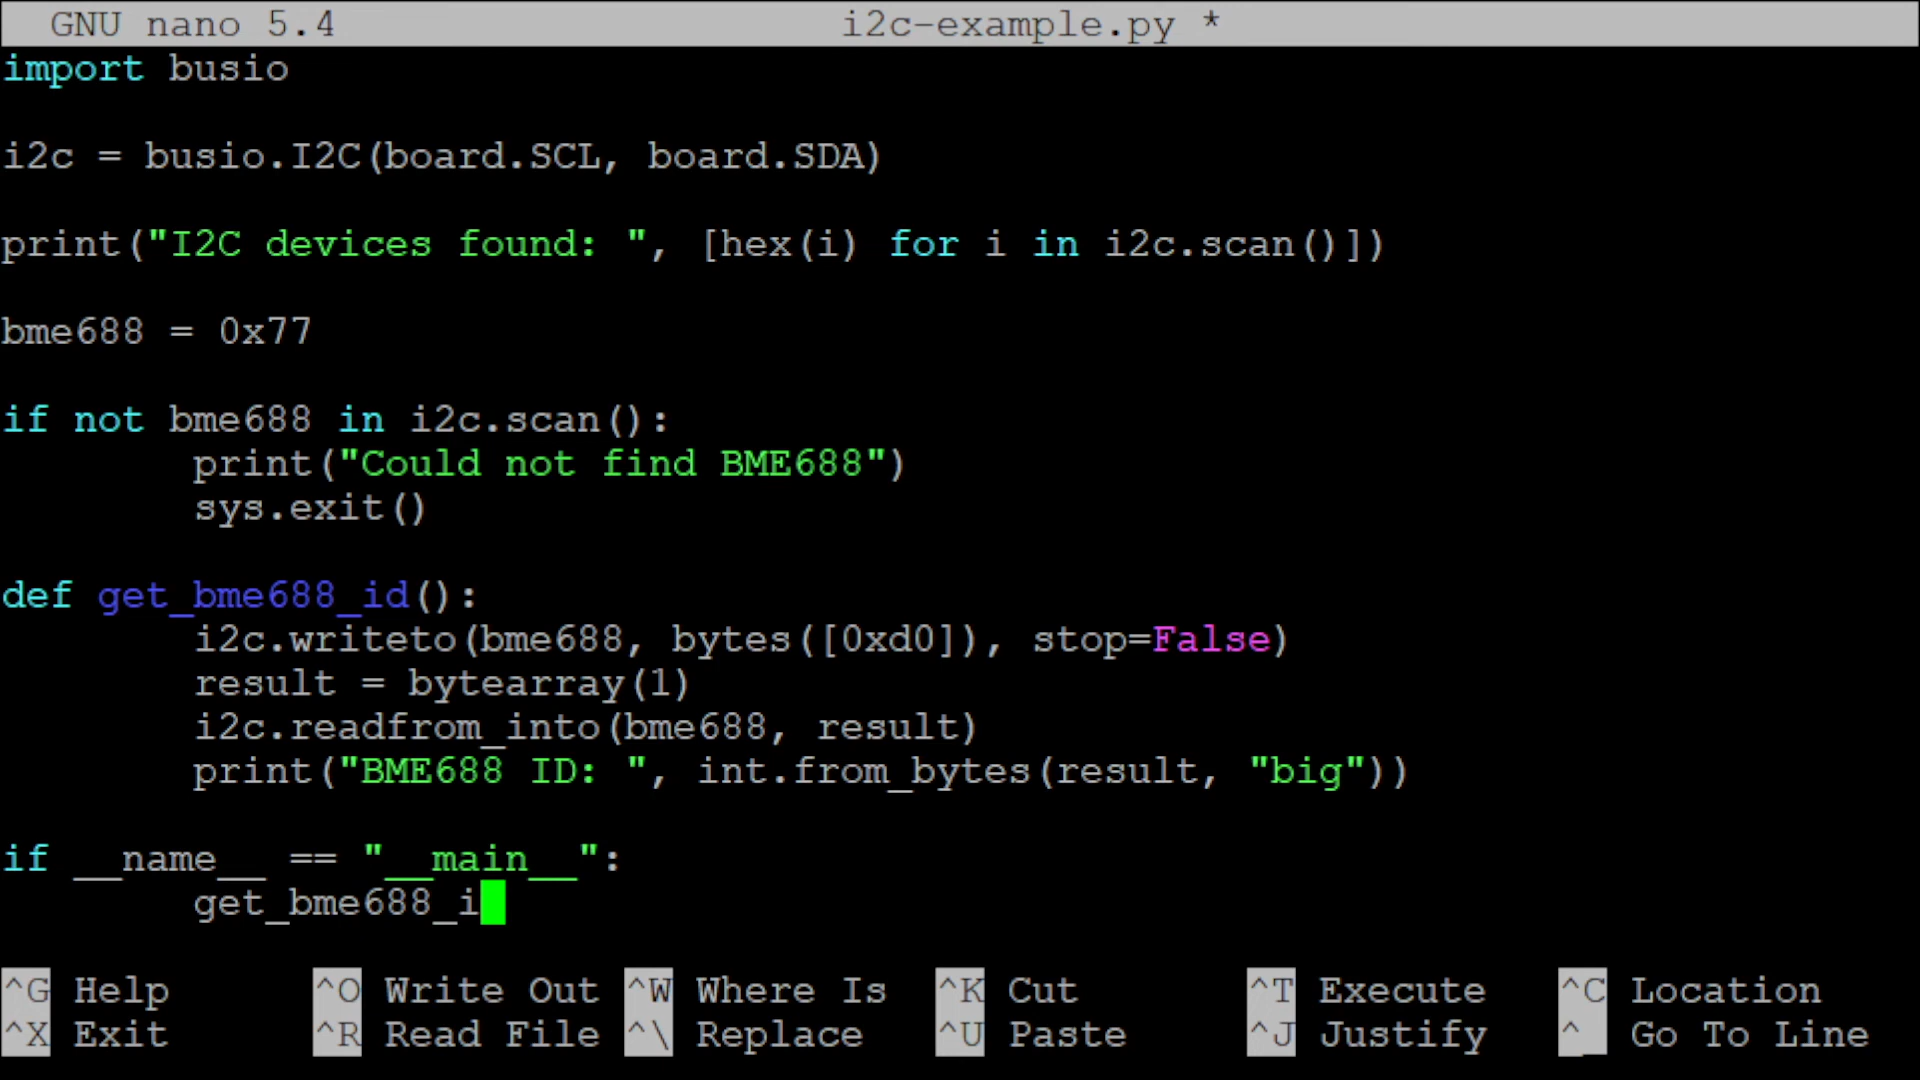 GNU nano 5.4 i2c-example.py *
import busio
i2c = busio.I2C(board.SCL, board.SDA)
print("I2C devices found: ", [hex(i) for i in i2c.scan()])
bme688 = 0x77
if not bme688 in i2c.scan():
        print("Could not find BME688")
        sys.exit()
def get_bme688_id():
        i2c.writeto(bme688, bytes([0xd0]), stop=False)
        result = bytearray(1)
        i2c.readfrom_into(bme688, result)
        print("BME688 ID: ", int.from_bytes(result, "big"))
if __name__ == "__main__":
        get_bme688_i
^G Help ^O Write Out ^W Where Is ^K Cut ^T Execute ^C Location
^X Exit ^R Read File ^\ Replace ^U Paste ^J Justify ^_ Go To Line